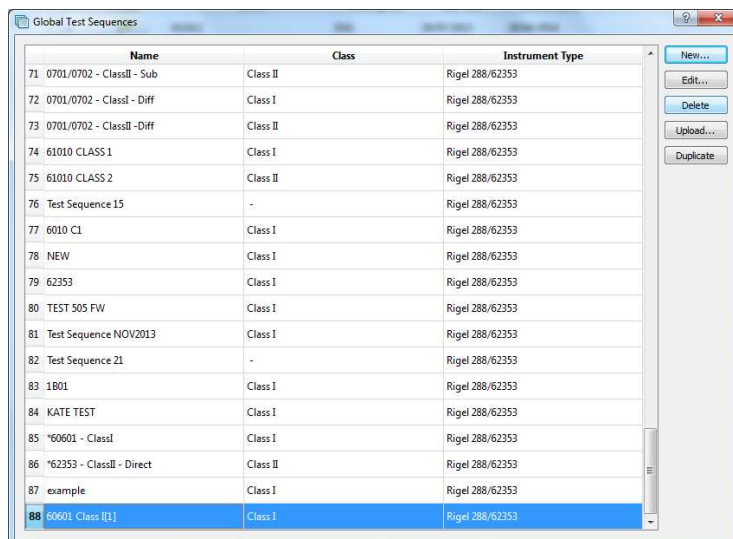 Global Test Sequences
Name Class Instrument Type
New...
Edit...
Delete
Upload...
Duplicate
71 0701/0702 - ClassII - Sub Class II Rigel 288/62353
72 0701/0702 - ClassI - Diff Class I Rigel 288/62353
73 0701/0702 - ClassII -Diff Class II Rigel 288/62353
74 61010 CLASS 1 Class I Rigel 288/62353
75 61010 CLASS 2 Class II Rigel 288/62353
76 Test Sequence 15 - Rigel 288/62353
77 6010 C1 Class I Rigel 288/62353
78 NEW Class I Rigel 288/62353
79 62353 Class I Rigel 288/62353
80 TEST 505 FW Class I Rigel 288/62353
81 Test Sequence NOV2013 Class I Rigel 288/62353
82 Test Sequence 21 - Rigel 288/62353
83 1B01 Class I Rigel 288/62353
84 KATE TEST Class I Rigel 288/62353
85 *60601 - ClassI Class I Rigel 288/62353
86 *62353 - ClassII - Direct Class II Rigel 288/62353
87 example Class I Rigel 288/62353
88 60601 Class I[1] Class I Rigel 288/62353